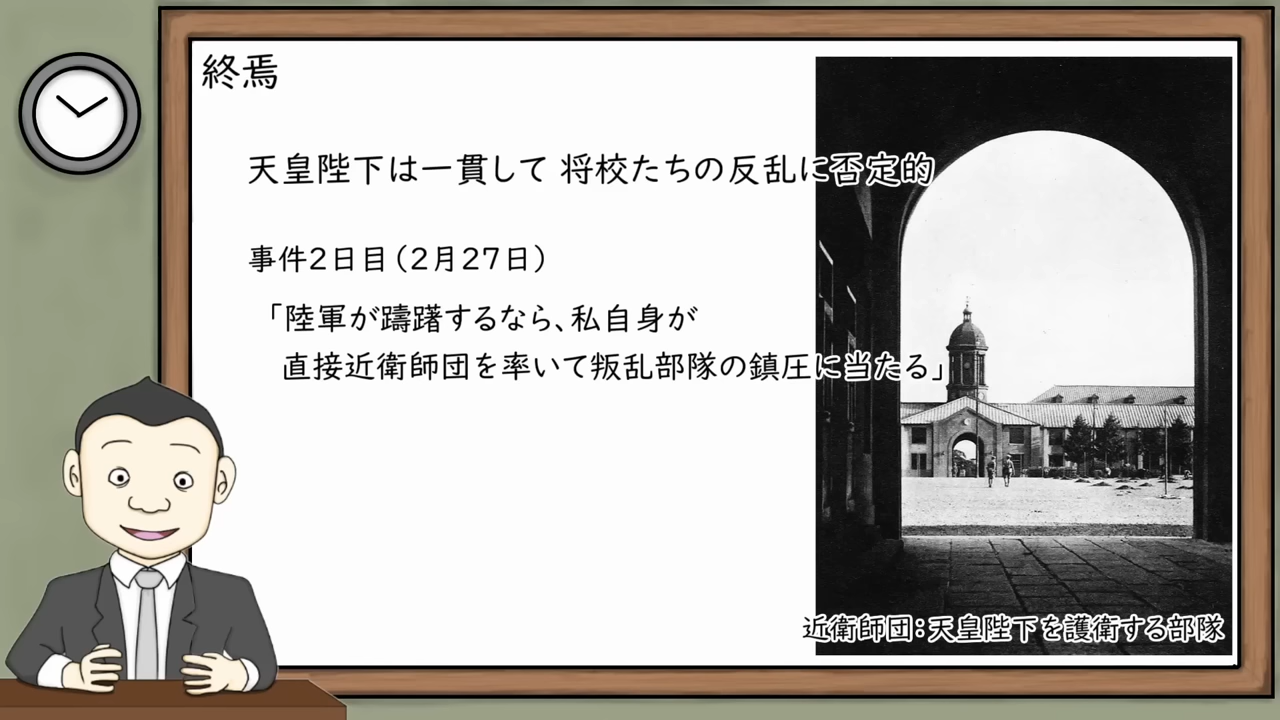 終焉
天皇陛下は一貫して 将校たちの反乱に否定的
事件2日目(2月27日)
「陸軍が躊躇するなら、私自身が
直接近衛師団を率いて叛乱部隊の鎮圧に当たる」
近衛師団:天皇陛下を護衛する部隊